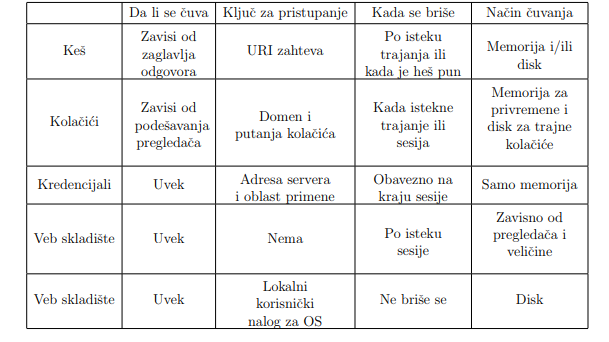 Da li se čuva Ključ za pristupanje Kada se briše Način čuvanja
Keš
Zavisi od
zaglavlja
odgovora
URI zahteva
Po isteku
trajanja ili
kada je heš pun
Memorija i/ili
disk
Kolačići
Zavisi od
podešavanja
pregledača
Domen i
putanja kolačića
Kada istekne
trajanje ili
sesija
Memorija za
privremene i
disk za trajne
kolačiće
Kredencijali
Uvek
Adresa servera
i oblast primene
Obavezno na
kraju sesije
Samo memorija
Veb skladište
Uvek
Nema
Po isteku
sesije
Zavisno od
pregledača i
veličine
Veb skladište
Uvek
Lokalni
korisnički
nalog za OS
Ne briše se
Disk